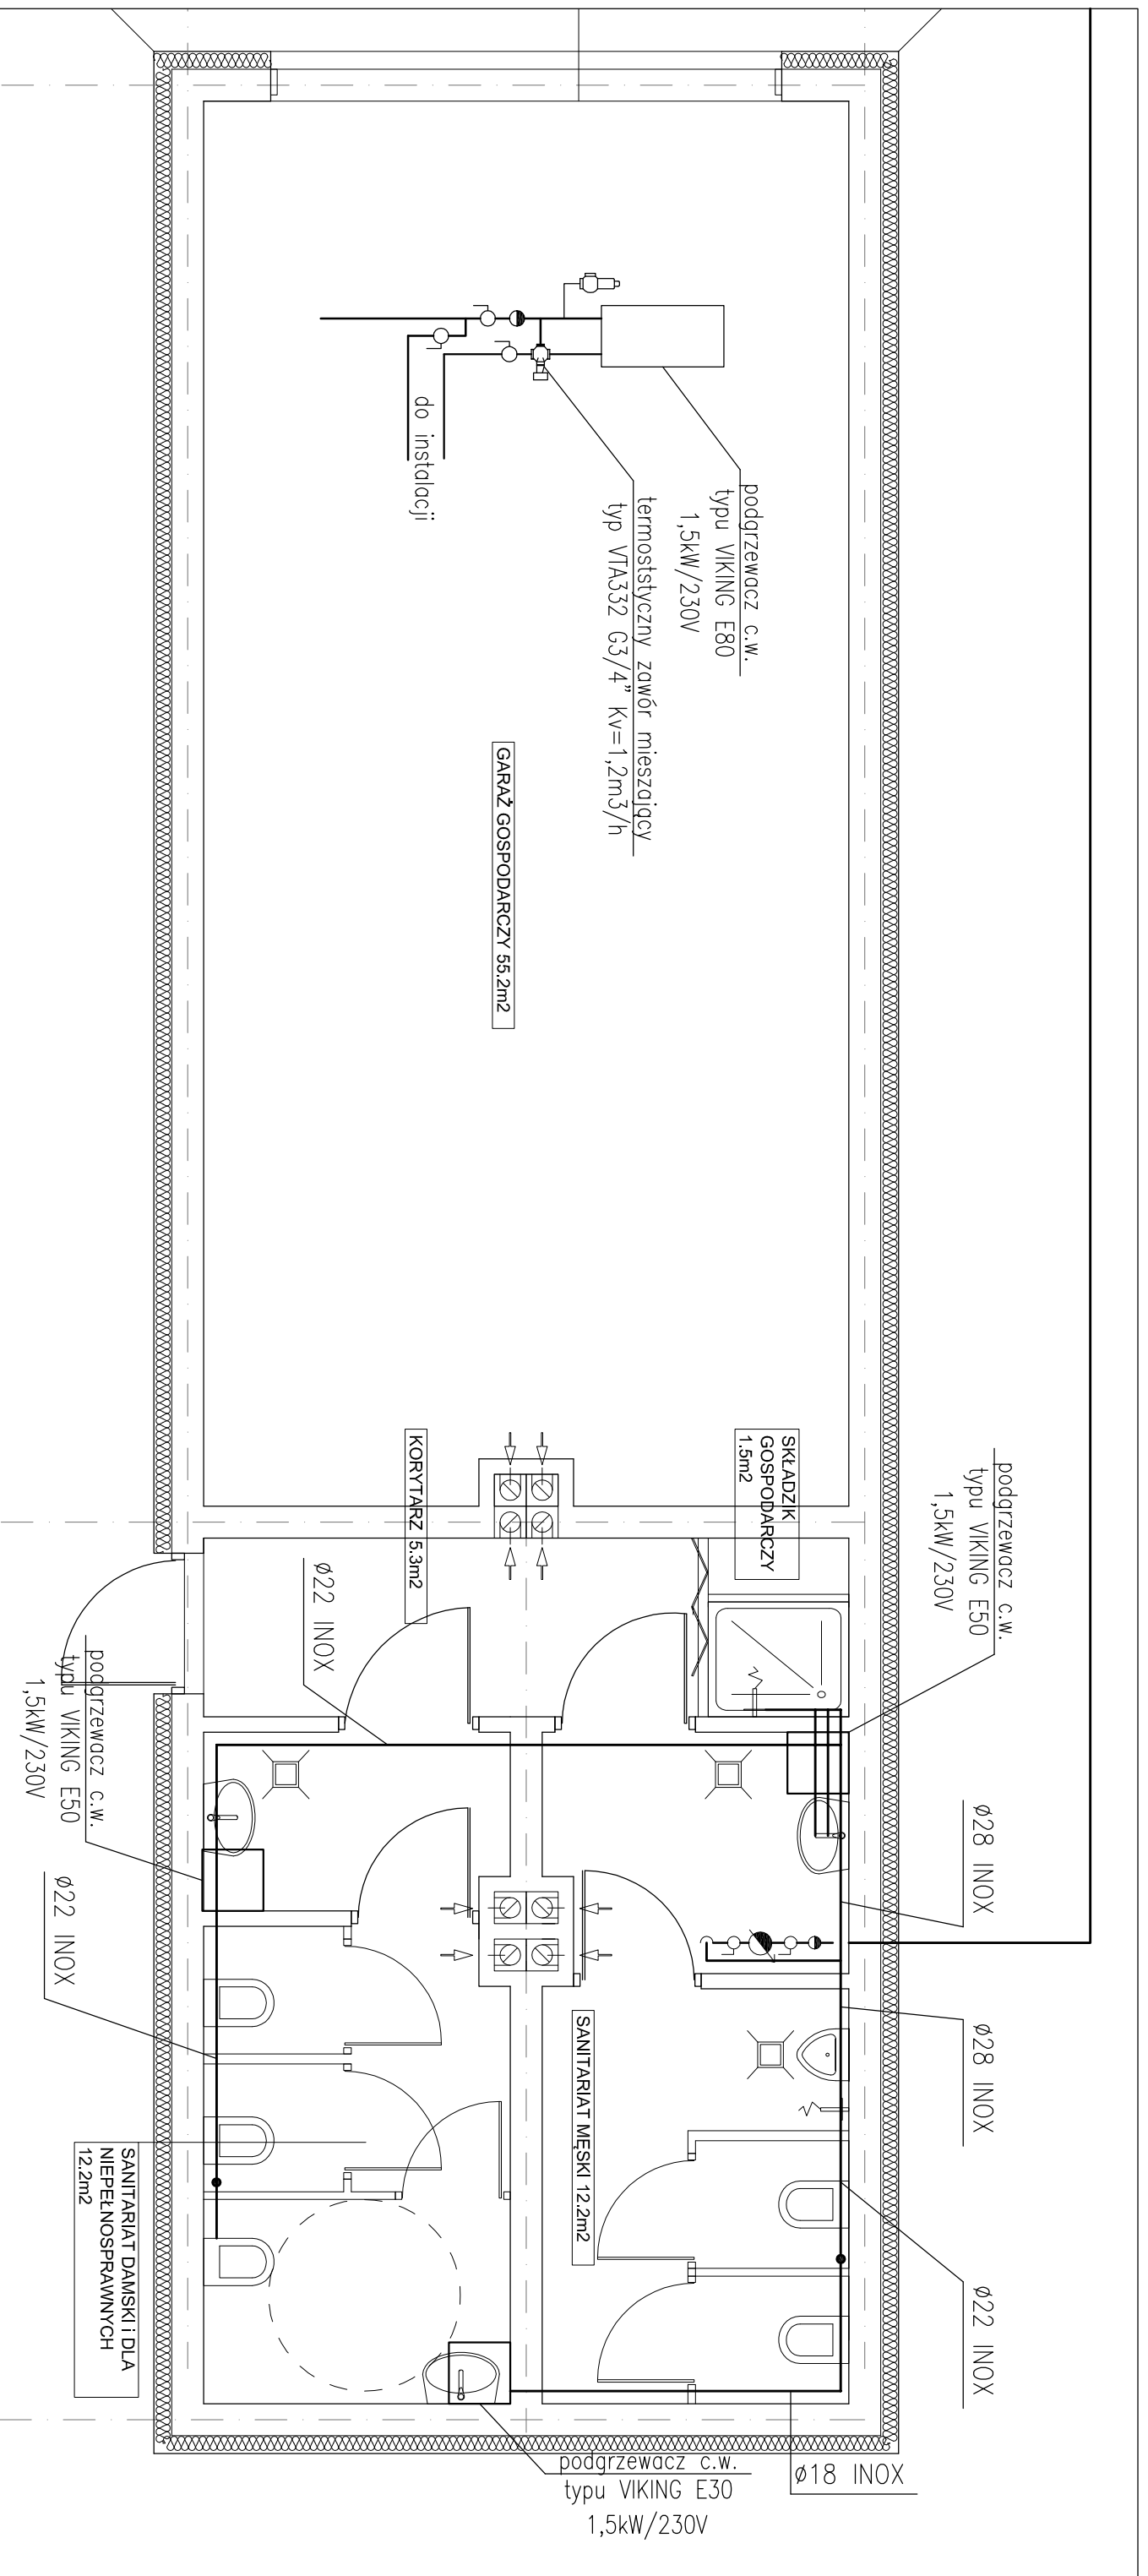 podgrzewacz c.w.
typu VIKING E80
1,5kW/230V
termoststyczny zawór mieszający
typ VTA332 G3/4" Kv=1,2m3/h
do instalacji
GARAŻ GOSPODARCZY 55.2m2
podgrzewacz c.w.
typu VIKING E50
1,5kW/230V
SKŁADZIK
GOSPODARCZY
1.5m2
KORYTARZ 5.3m2
ø22 INOX
podgrzewacz c.w.
typu VIKING E50
1,5kW/230V
ø22 INOX
ø28 INOX
ø28 INOX
ø22 INOX
SANITARIAT MĘSKI 12.2m2
SANITARIAT DAMSKI i DLA
NIEPEŁNOSPRAWNYCH
12.2m2
podgrzewacz c.w.
typu VIKING E30
1,5kW/230V
ø18 INOX